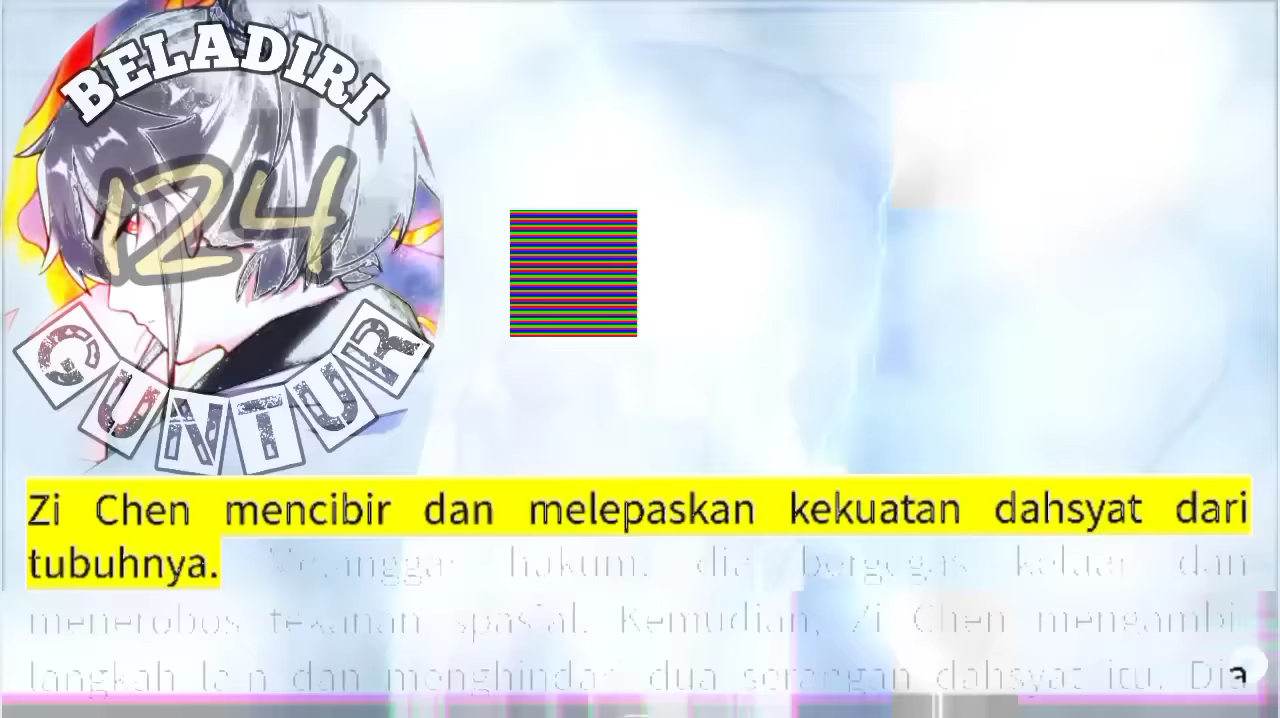 BELADIRI
124
GUNTUR
Zi Chen mencibir dan melepaskan kekuatan dahsyat dari
tubuhnya. Melanggar hukum, dia bergegas keluar dan
menerobos tekanan spasial. Kemudian, Zi Chen mengambil
langkah lain dan menghindari dua serangan dahsyat itu. Dia